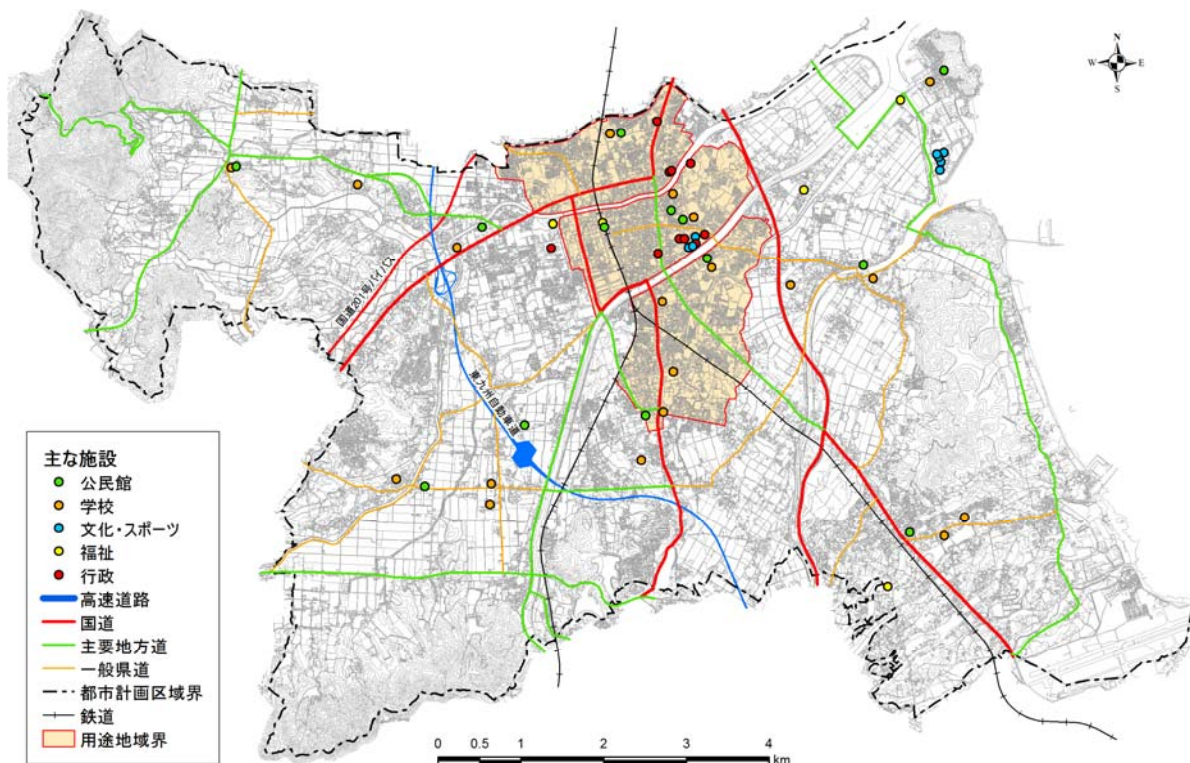 N
W E
S
国道201号バイパス
東九州自動車道
主な施設
公民館
学校
文化・スポーツ
福祉
行政
高速道路
国道
主要地方道
一般県道
都市計画区域界
鉄道
用途地域界
0 0.5 1 2 3 4
km